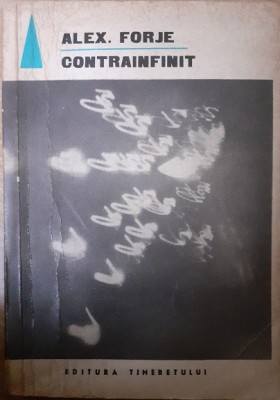 ALEX. FORJE
CONTRAINFINIT
EDITURA TINERETULUI